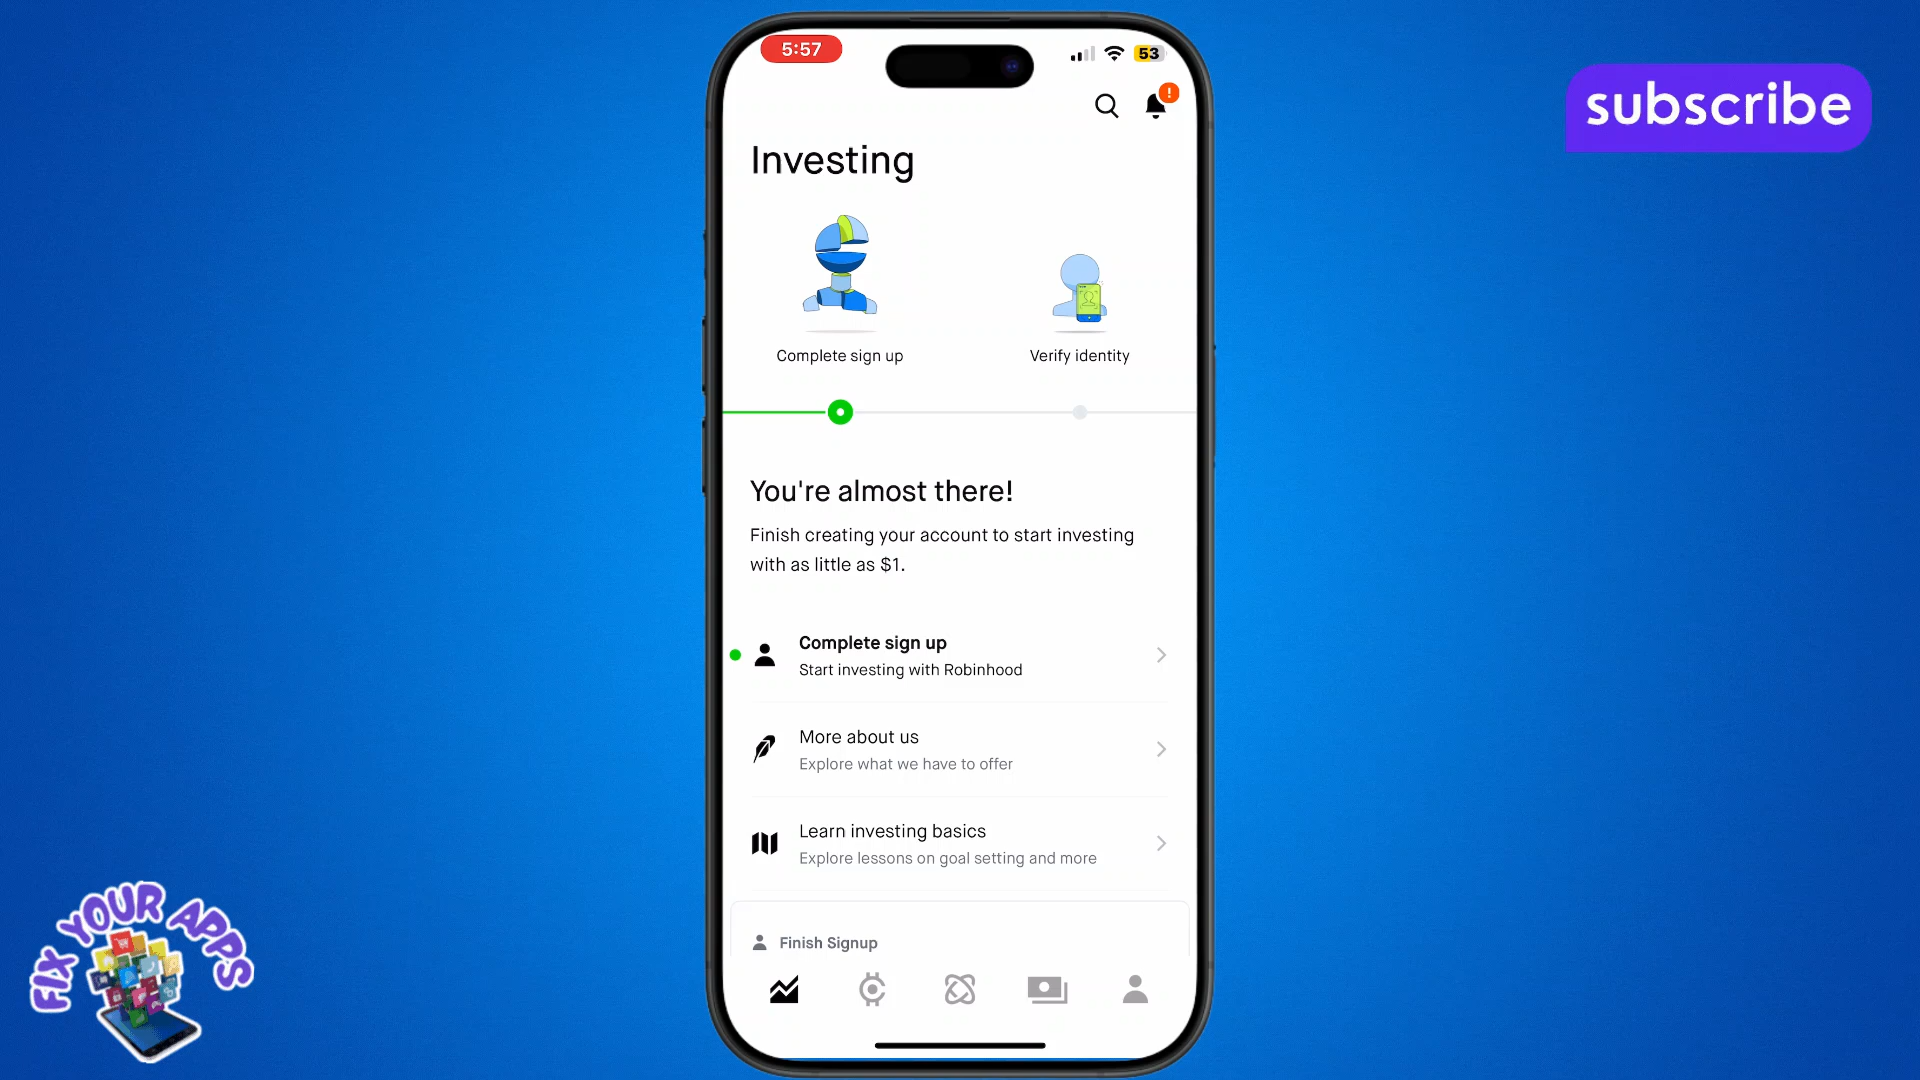 5:57
53
!
subscribe
Investing
Complete sign up
Verify identity
You're almost there!
Finish creating your account to start investing
with as little as $1.
Complete sign up
Start investing with Robinhood
More about us
Explore what we have to offer
Learn investing basics
Explore lessons on goal setting and more
Finish Signup
FIX YOUR APPS